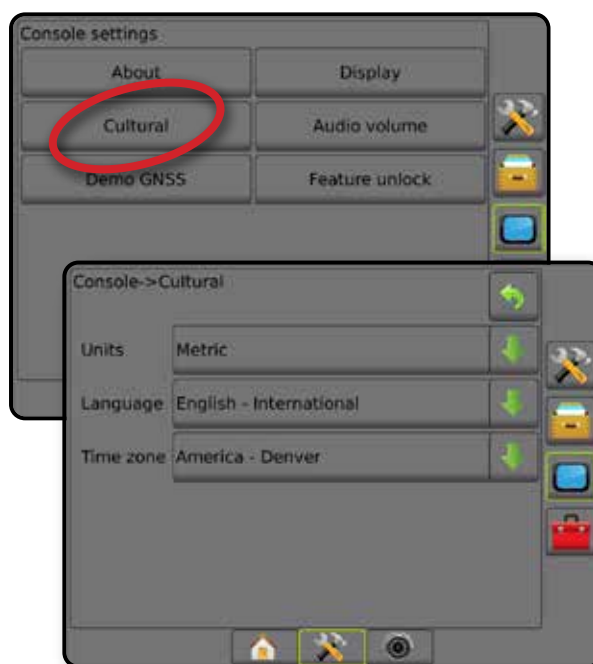 Console settings
About
Display
Cultural
Audio volume
Demo GNSS
Feature unlock
Console->Cultural
Units
Metric
Language
English - International
Time zone
America - Denver